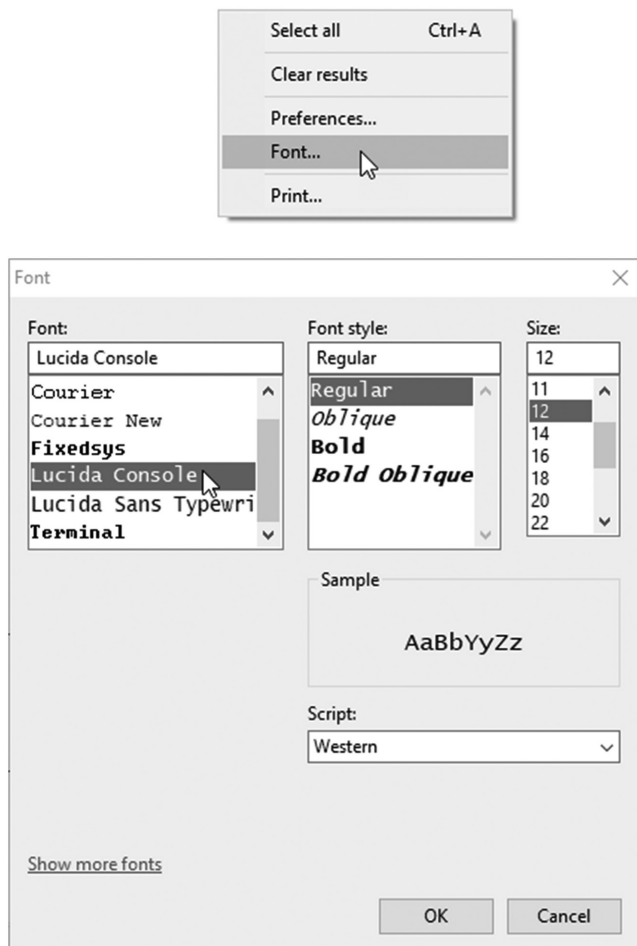 Select all Ctrl+A
Clear results
Preferences...
Font...
Print...
Font
Font: Font style: Size:
Lucida Console Regular 12
Courier Regular 11
Courier New Oblique 12
Fixedsys Bold 14
Lucida Console Bold Oblique 16
Lucida Sans Typewri 18
Terminal 20
22
Sample
AaBbYyZz
Script:
Western
Show more fonts
OK Cancel